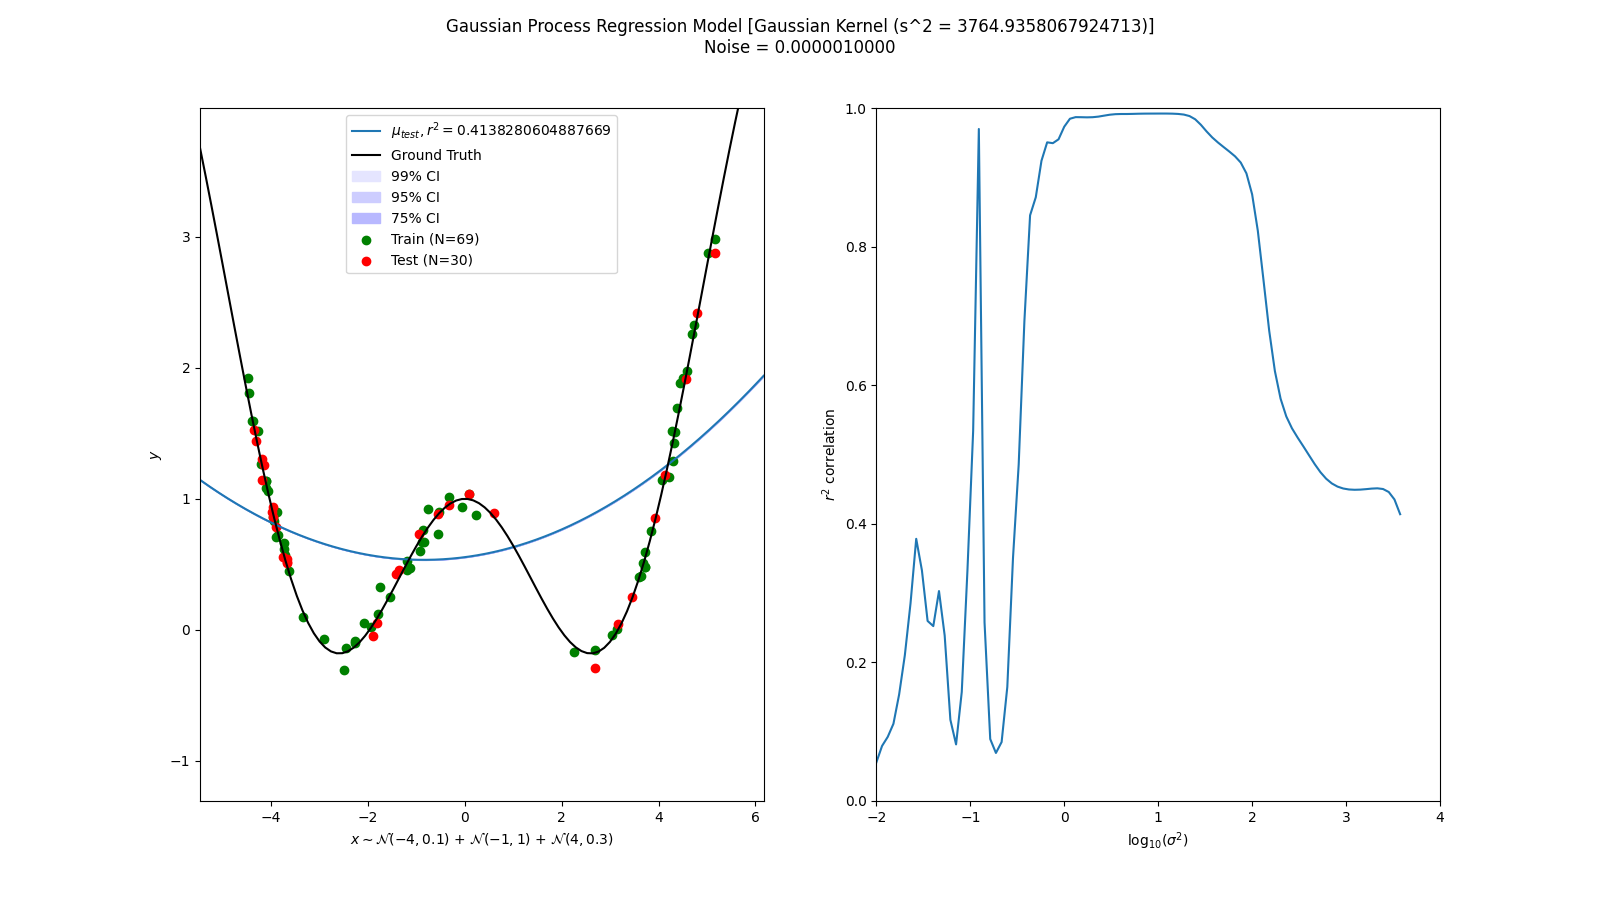 Gaussian Process Regression Model [Gaussian Kernel (s^2 = 3764.9358067924713)]
Noise = 0.0000010000
μ_test, r² = 0.4138280604887669
Ground Truth
99% CI
95% CI
75% CI
Train (N=69)
Test (N=30)
3
2
1
0
−1
y
−4 −2 0 2 4 6
x ∼ 𝒩(−4, 0.1) + 𝒩(−1, 1) + 𝒩(4, 0.3)
1.0
0.8
0.6
0.4
0.2
0.0
r² correlation
−2 −1 0 1 2 3 4
log₁₀(σ²)